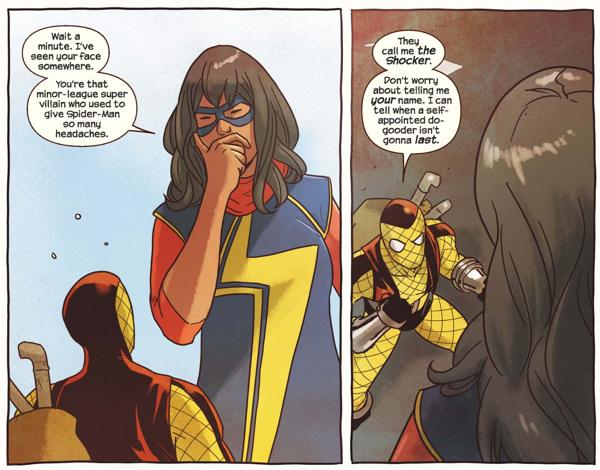 Wait a
minute. I've
seen your face
somewhere.
You're that
minor-league super
villain who used to
give Spider-Man
so many
headaches.
They
call me the
Shocker.
Don't worry
about telling me
your name. I can
tell when a self-
appointed do-
gooder isn't
gonna last.